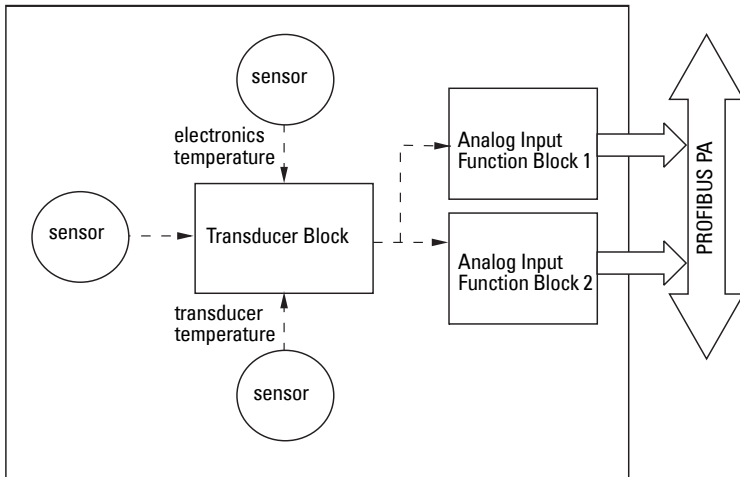 sensor
electronics
temperature
Analog Input
Function Block 1
sensor
Transducer Block
Analog Input
Function Block 2
transducer
temperature
sensor
PROFIBUS PA